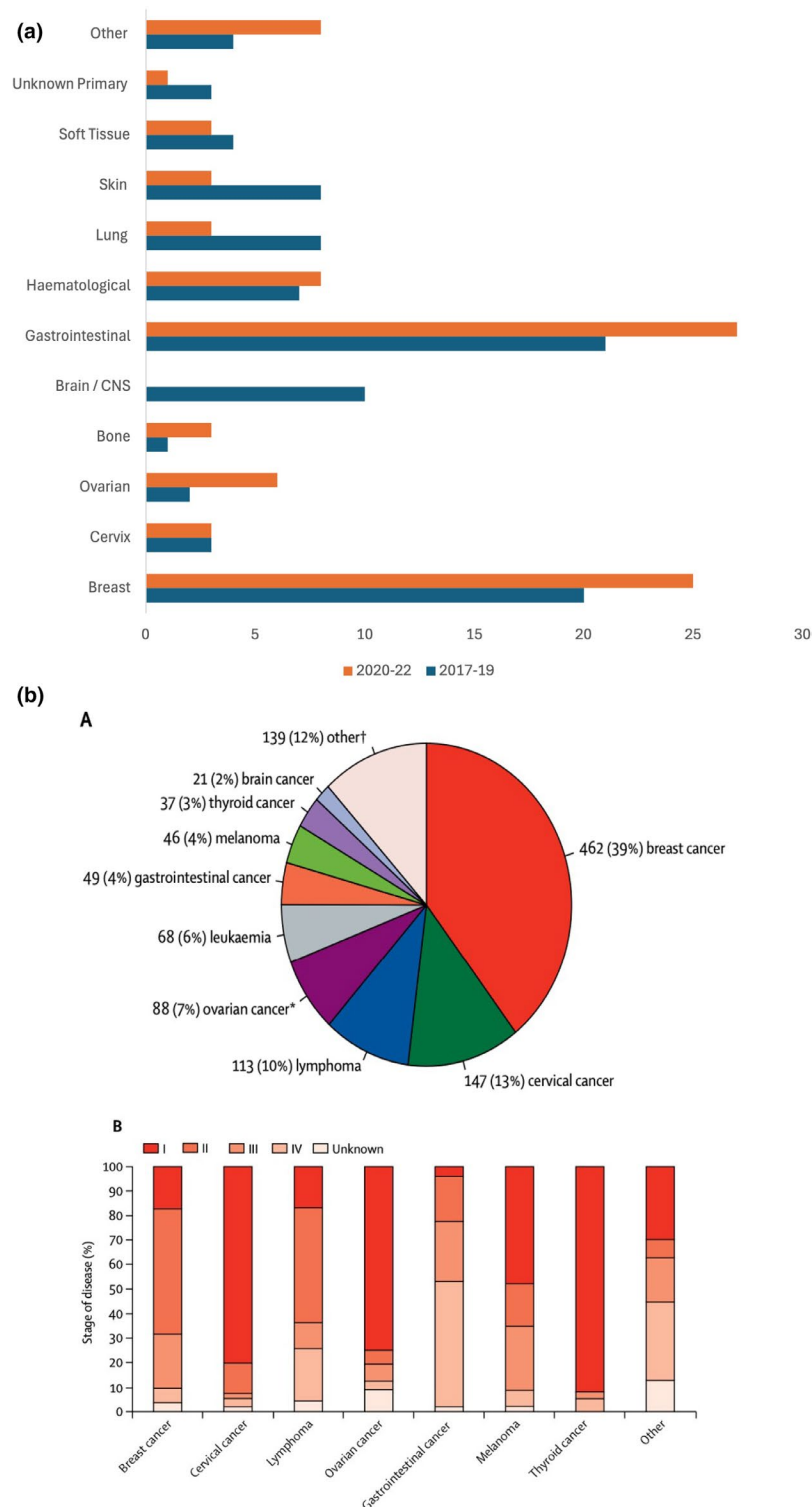 (a)
Other
Unknown Primary
Soft Tissue
Skin
Lung
Haematological
Gastrointestinal
Brain / CNS
Bone
Ovarian
Cervix
Breast
0 5 10 15 20 25 30
2020-22 2017-19
(b)
A
139 (12%) other†
21 (2%) brain cancer
37 (3%) thyroid cancer
46 (4%) melanoma
462 (39%) breast cancer
49 (4%) gastrointestinal cancer
68 (6%) leukaemia
88 (7%) ovarian cancer*
113 (10%) lymphoma
147 (13%) cervical cancer
B
I II III IV Unknown
Stage of disease (%)
100
90
80
70
60
50
40
30
20
10
0
Breast cancer
Cervical cancer
Lymphoma
Ovarian cancer
Gastrointestinal cancer
Melanoma
Thyroid cancer
Other